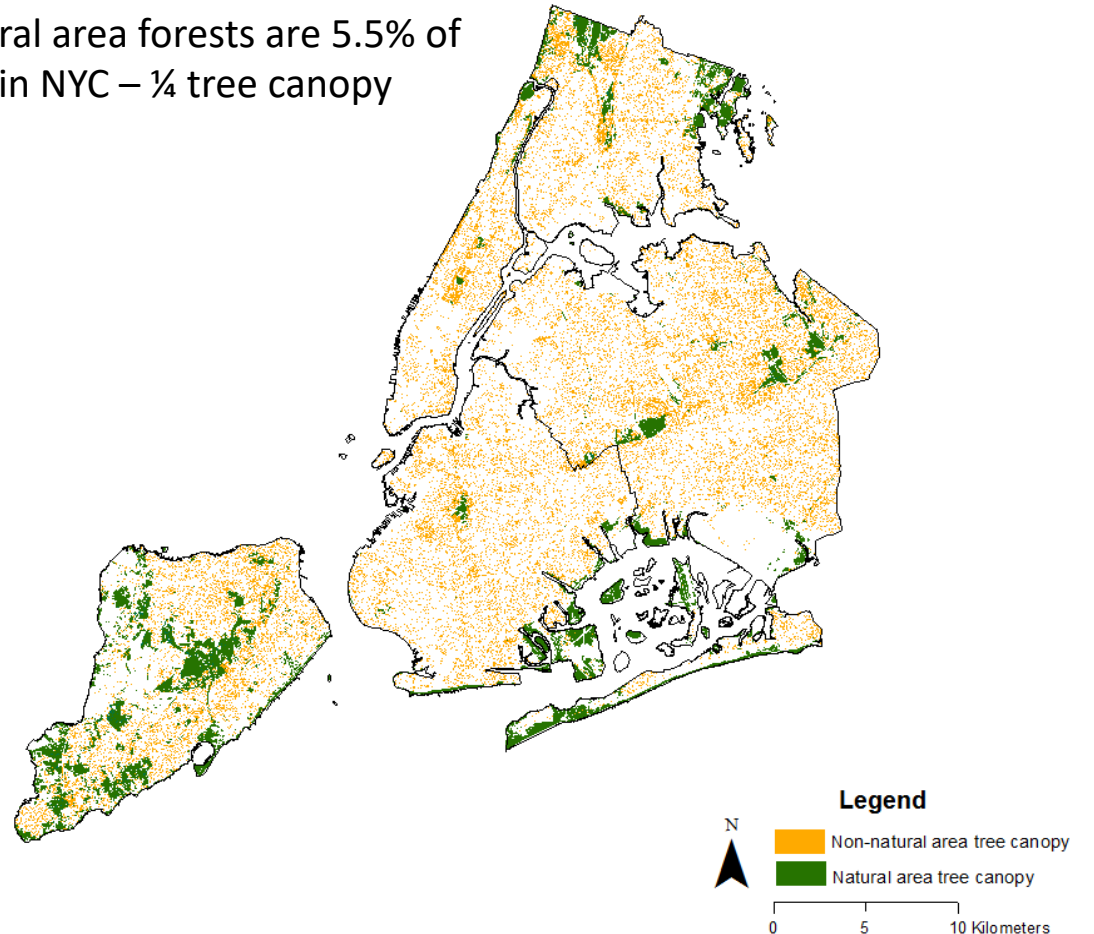 ral area forests are 5.5% of
in NYC – ¼ tree canopy
Legend
N
Non-natural area tree canopy
Natural area tree canopy
0 5 10 Kilometers